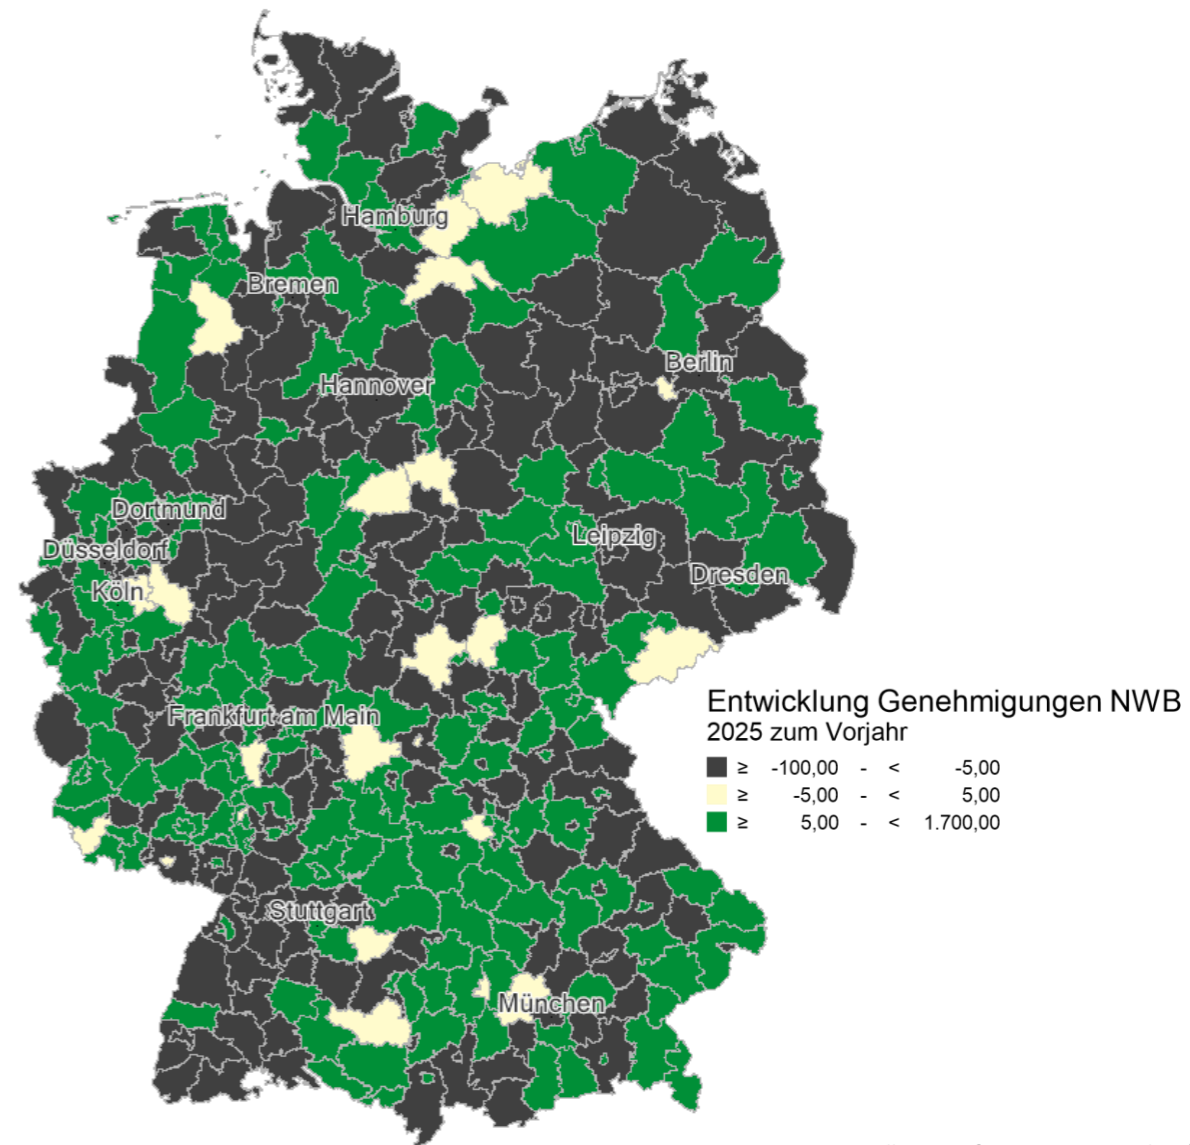 Hamburg
Bremen
Berlin
Hannover
Dortmund
Leipzig
Düsseldorf
Dresden
Köln
Entwicklung Genehmigungen NWB
Frankfurt am Main
2025 zum Vorjahr
≥ -100,00 - < -5,00
≥ -5,00 - < 5,00
≥ 5,00 - < 1.700,00
Stuttgart
München